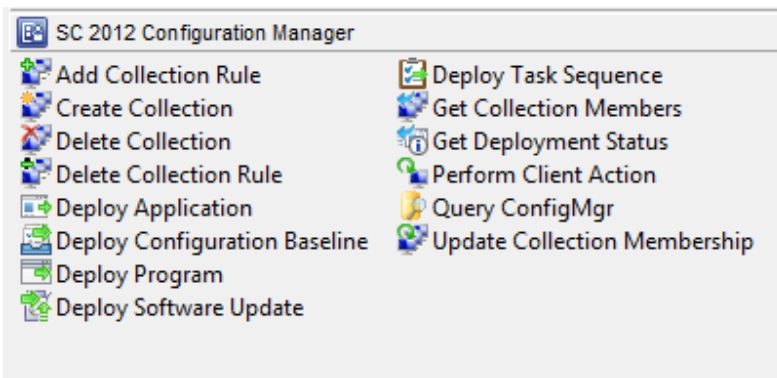 SC 2012 Configuration Manager
Add Collection Rule
Create Collection
Delete Collection
Delete Collection Rule
Deploy Application
Deploy Configuration Baseline
Deploy Program
Deploy Software Update
Deploy Task Sequence
Get Collection Members
Get Deployment Status
Perform Client Action
Query ConfigMgr
Update Collection Membership